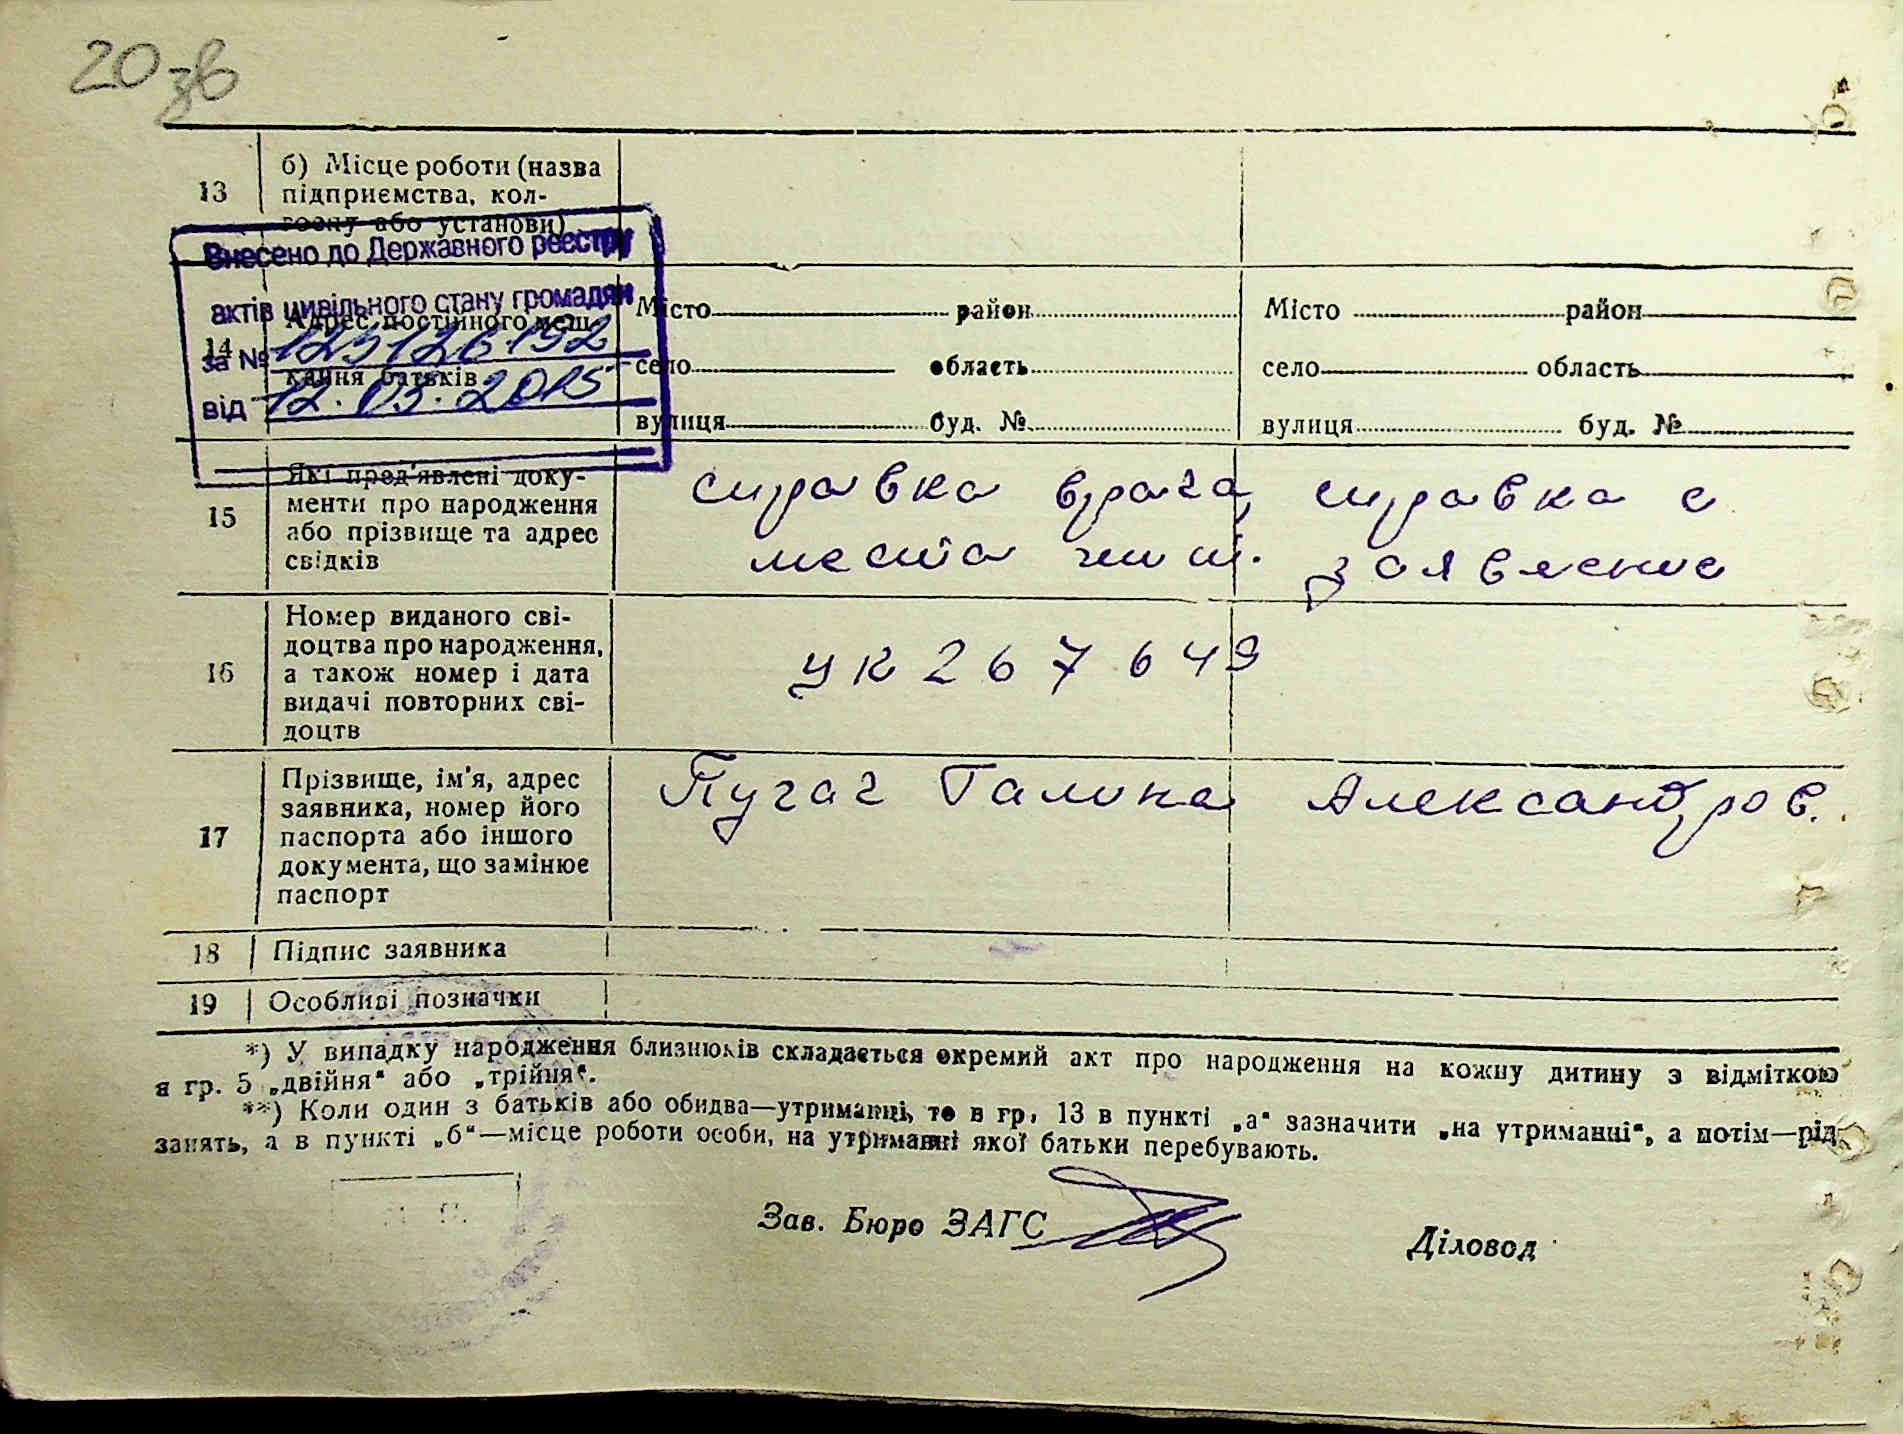 20 зв
13
б) Місце роботи (назва
підприємства, кол-
госпу або установи)
Внесено до Державного реєстру
актів цивільного стану громадян
за №
від 12.03.2015
14
Адрес постійного меш-
кання батьків
Місто район
село область
вулиця буд. №
Місто район
село область
вулиця буд. №
15
Які пред'явлені доку-
менти про народження
або прізвище та адрес
свідків
справка врача, справка с
места жит. заявление
16
Номер виданого сві-
доцтва про народження,
а також номер і дата
видачі повторних сві-
доцтв
УК 267649
17
Прізвище, ім'я, адрес
заявника, номер його
паспорта або іншого
документа, що замінює
паспорт
Пугач Галина Александров.
18 Підпис заявника
19 Особливі позначки
*) У випадку народження близнюків складається окремий акт про народження на кожну дитину з відміткою
в гр. 5 „двійня“ або „трійня“.
**) Коли один з батьків або обидва—утриманці, то в гр. 13 в пункті „а“ зазначити „на утриманні“, а потім—рід
занять, а в пункті „б“—місце роботи особи, на утриманні якої батьки перебувають.
Зав. Бюро ЗАГС
Діловод